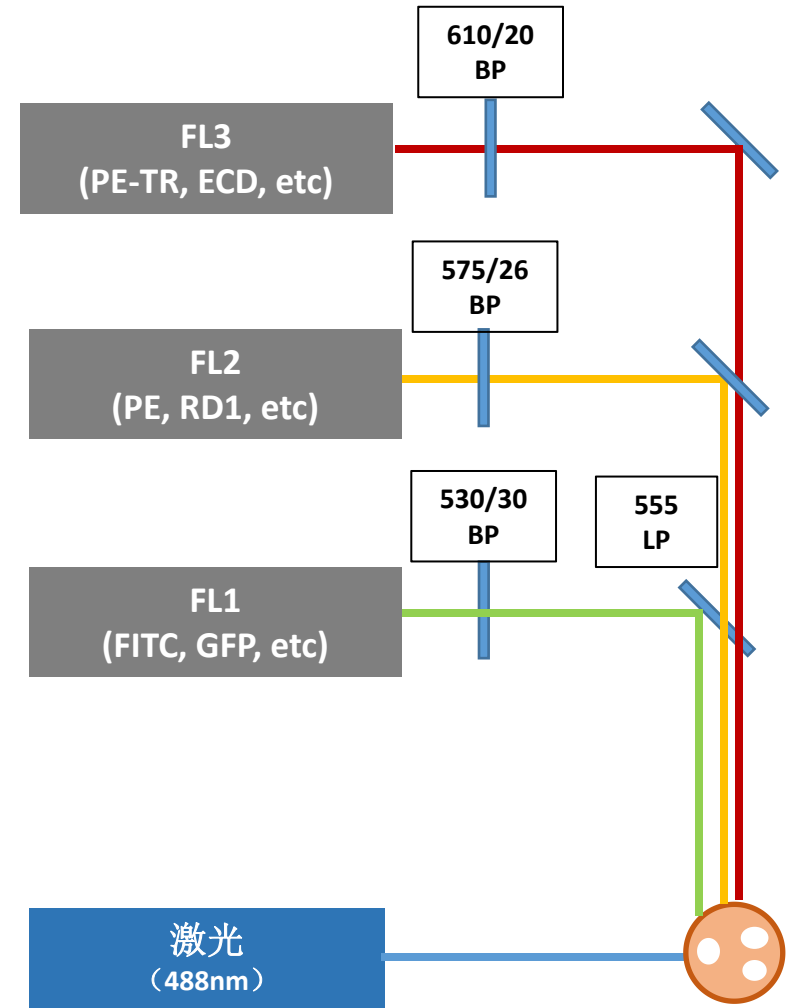 610/20
BP
FL3
(PE-TR, ECD, etc)
575/26
BP
FL2
(PE, RD1, etc)
530/30
BP
555
LP
FL1
(FITC, GFP, etc)
激光
（488nm）